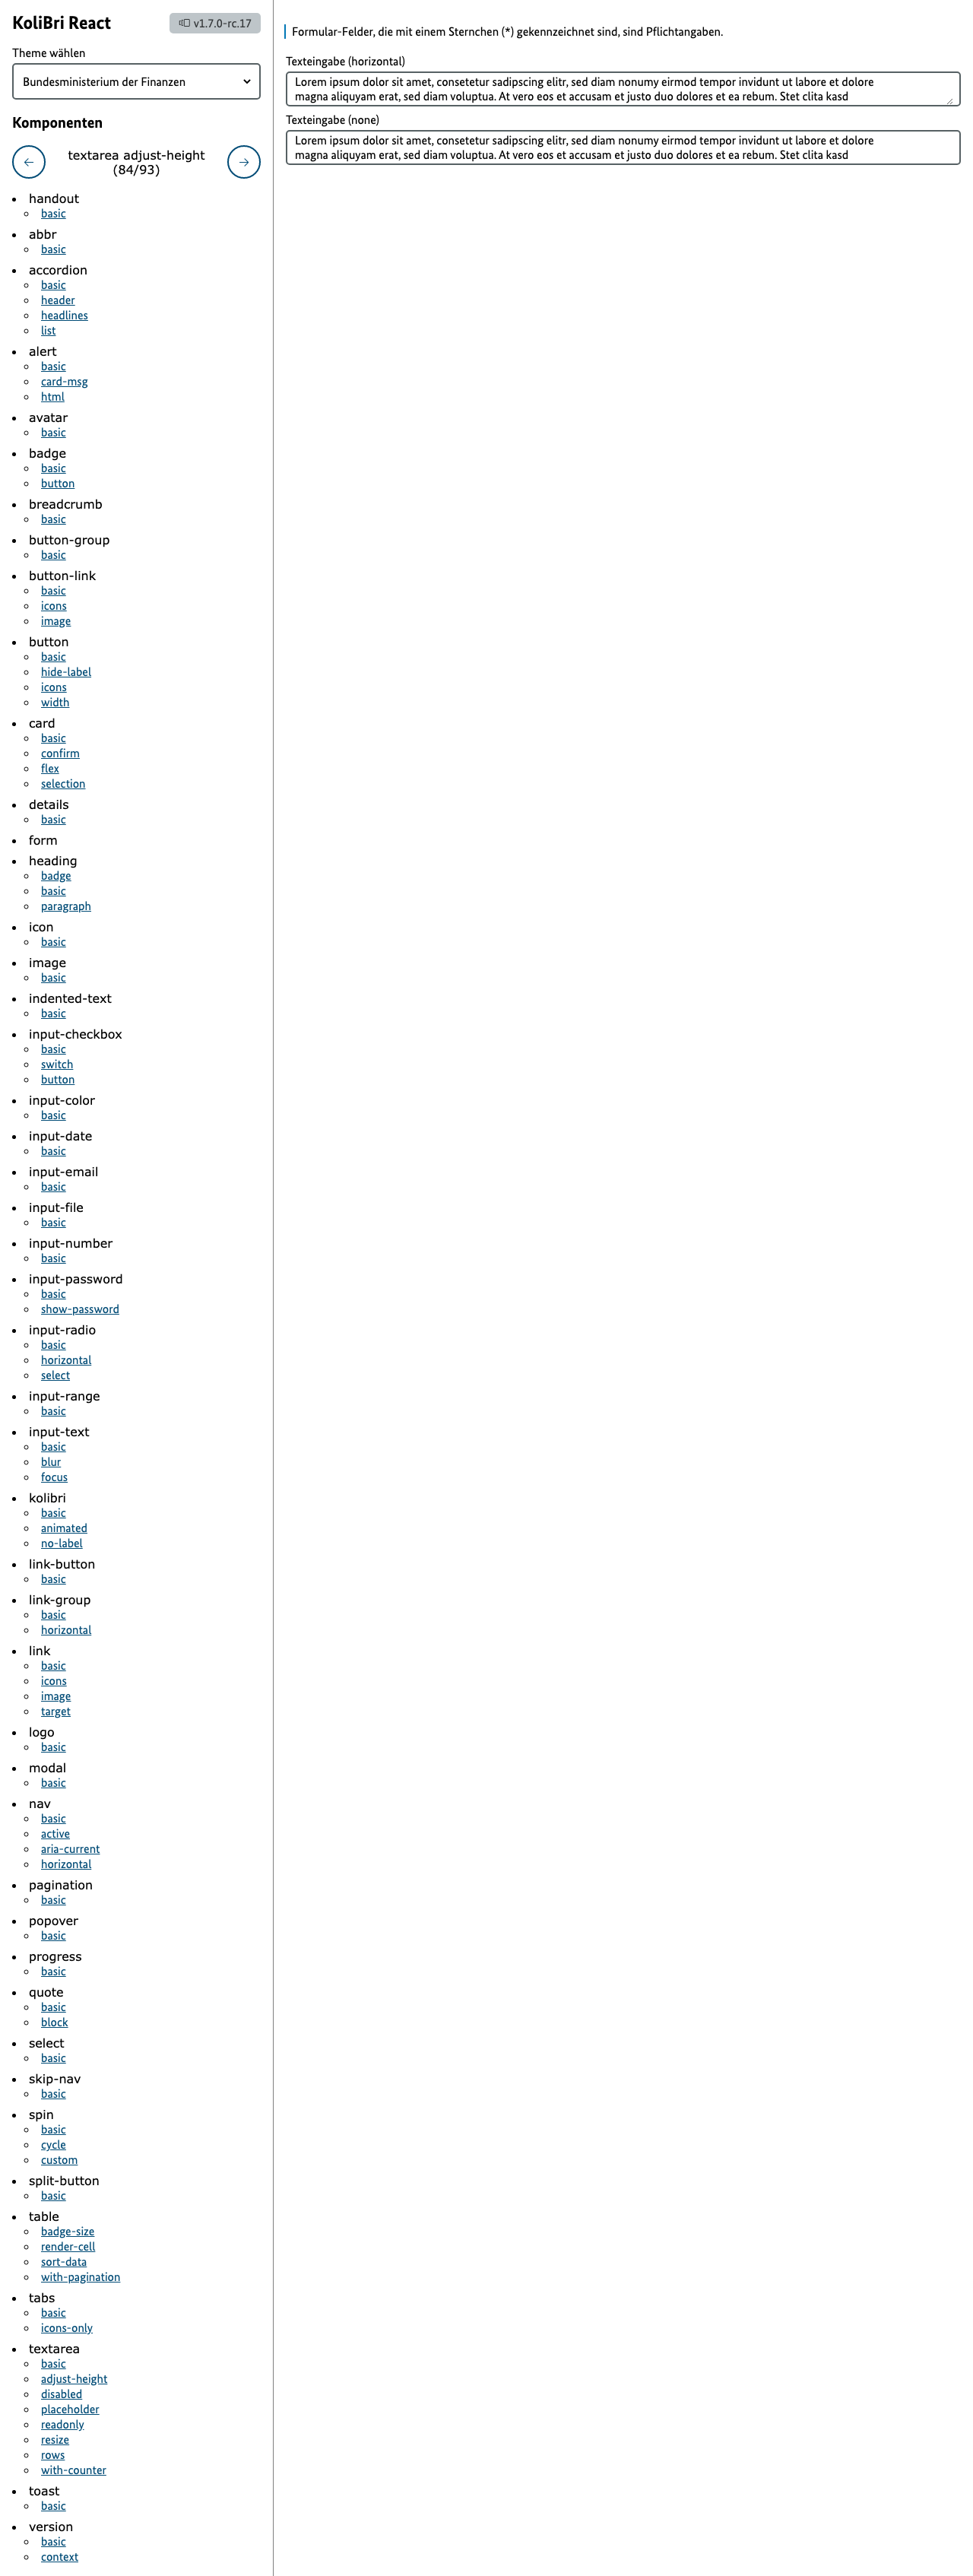 KoliBri React
v1.7.0-rc.17
Theme wählen
Bundesministerium der Finanzen
Komponenten
textarea adjust-height
(84/93)
handout
basic
abbr
basic
accordion
basic
header
headlines
list
alert
basic
card-msg
html
avatar
basic
badge
basic
button
breadcrumb
basic
button-group
basic
button-link
basic
icons
image
button
basic
hide-label
icons
width
card
basic
confirm
flex
selection
details
basic
form
heading
badge
basic
paragraph
icon
basic
image
basic
indented-text
basic
input-checkbox
basic
switch
button
input-color
basic
input-date
basic
input-email
basic
input-file
basic
input-number
basic
input-password
basic
show-password
input-radio
basic
horizontal
select
input-range
basic
input-text
basic
blur
focus
kolibri
basic
animated
no-label
link-button
basic
link-group
basic
horizontal
link
basic
icons
image
target
logo
basic
modal
basic
nav
basic
active
aria-current
horizontal
pagination
basic
popover
basic
progress
basic
quote
basic
block
select
basic
skip-nav
basic
spin
basic
cycle
custom
split-button
basic
table
badge-size
render-cell
sort-data
with-pagination
tabs
basic
icons-only
textarea
basic
adjust-height
disabled
placeholder
readonly
resize
rows
with-counter
toast
basic
version
basic
context
Formular-Felder, die mit einem Sternchen (*) gekennzeichnet sind, sind Pflichtangaben.
Texteingabe (horizontal)
Lorem ipsum dolor sit amet, consetetur sadipscing elitr, sed diam nonumy eirmod tempor invidunt ut labore et dolore
magna aliquyam erat, sed diam voluptua. At vero eos et accusam et justo duo dolores et ea rebum. Stet clita kasd
Texteingabe (none)
Lorem ipsum dolor sit amet, consetetur sadipscing elitr, sed diam nonumy eirmod tempor invidunt ut labore et dolore
magna aliquyam erat, sed diam voluptua. At vero eos et accusam et justo duo dolores et ea rebum. Stet clita kasd